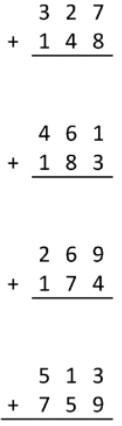 3 2 7
+ 1 4 8
4 6 1
+ 1 8 3
2 6 9
+ 1 7 4
5 1 3
+ 7 5 9